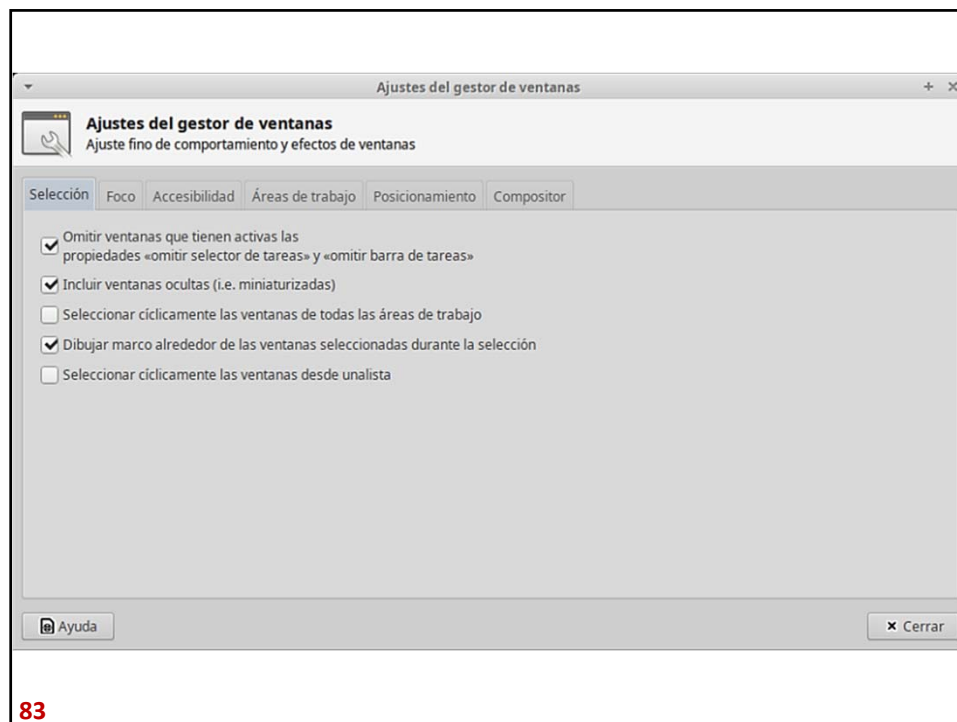 Ajustes del gestor de ventanas
Ajustes del gestor de ventanas
Ajuste fino de comportamiento y efectos de ventanas
Selección Foco Accesibilidad Áreas de trabajo Posicionamiento Compositor
Omitir ventanas que tienen activas las
propiedades «omitir selector de tareas» y «omitir barra de tareas»
Incluir ventanas ocultas (i.e. miniaturizadas)
Seleccionar cíclicamente las ventanas de todas las áreas de trabajo
Dibujar marco alrededor de las ventanas seleccionadas durante la selección
Seleccionar cíclicamente las ventanas desde unalista
Ayuda Cerrar
83